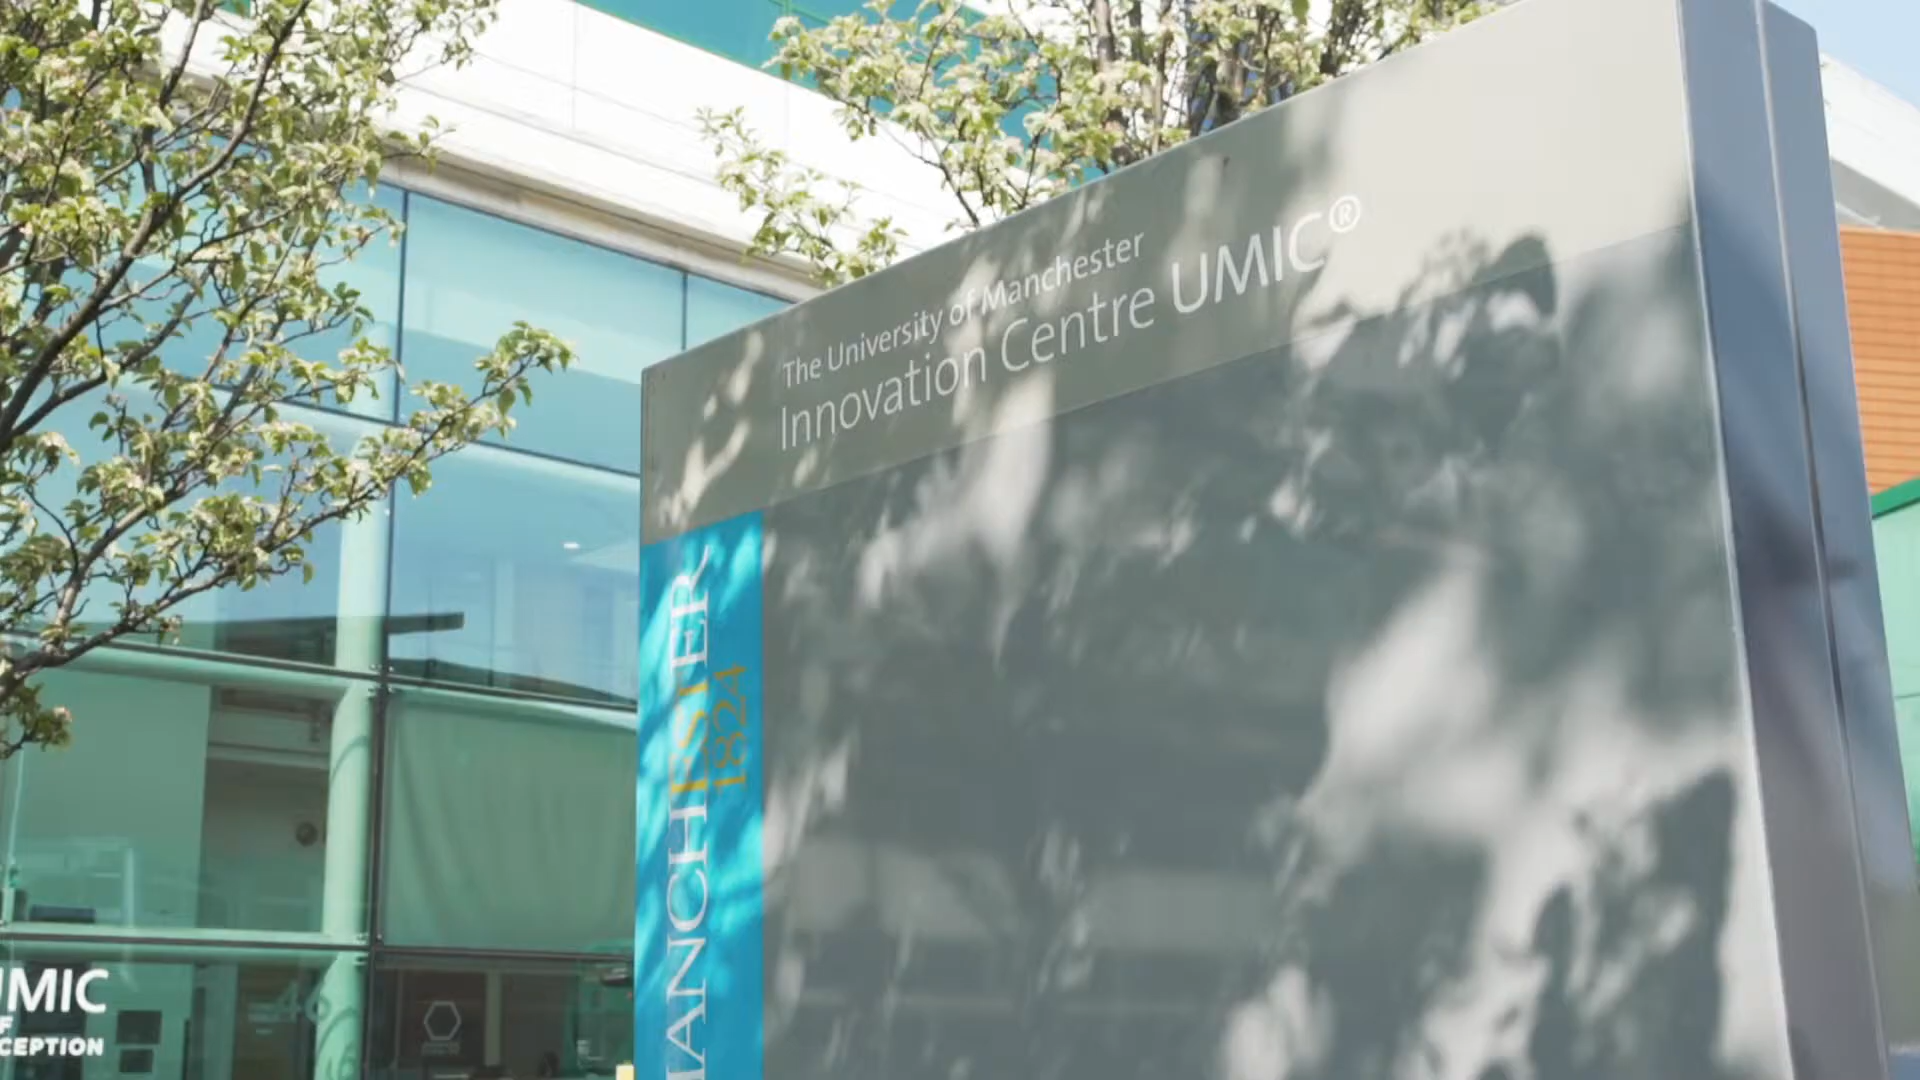 The University of Manchester
Innovation Centre UMIC®
MANCHESTER
1824
UMIC
CEPTION